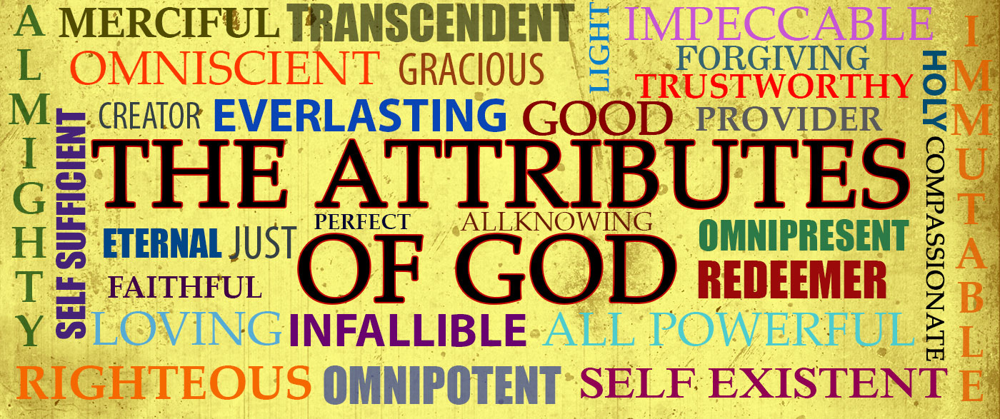 ALMIGHTY
MERCIFUL
TRANSCENDENT
LIGHT
IMPECCABLE
IMMUTABLE
OMNISCIENT
GRACIOUS
FORGIVING
TRUSTWORTHY
HOLY
CREATOR
EVERLASTING
GOOD
PROVIDER
SELF SUFFICIENT
THE ATTRIBUTES
COMPASSIONATE
PERFECT
ALLKNOWING
ETERNAL
JUST
OF GOD
OMNIPRESENT
FAITHFUL
REDEEMER
LOVING
INFALLIBLE
ALL POWERFUL
RIGHTEOUS
OMNIPOTENT
SELF EXISTENT